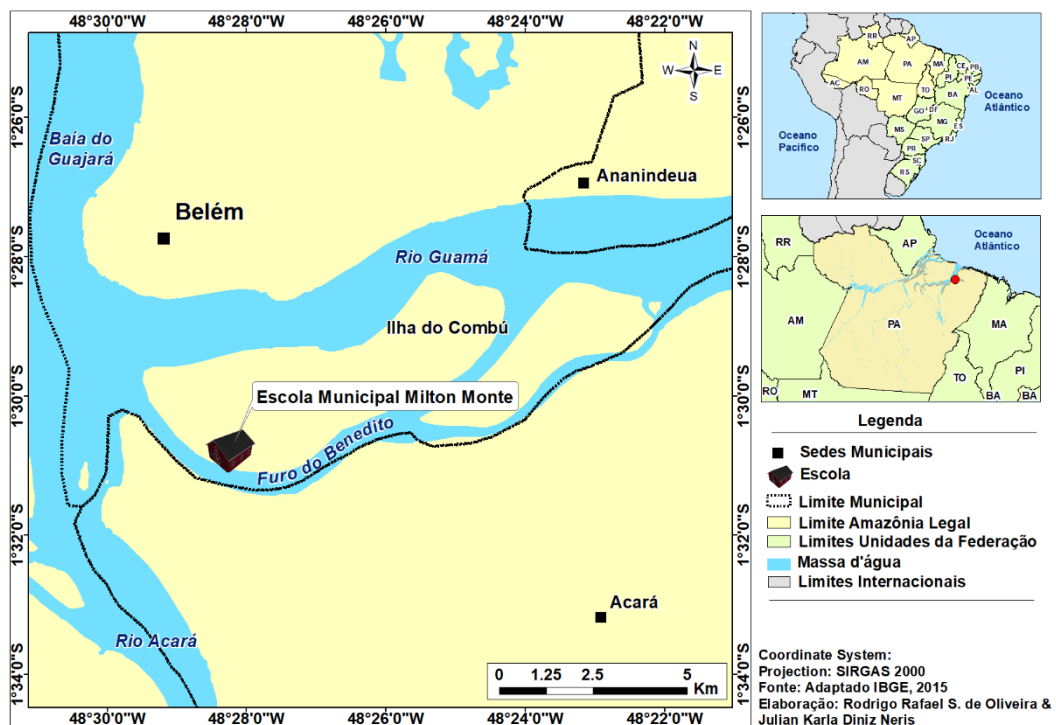 48°30'0"W
48°28'0"W
48°26'0"W
48°24'0"W
48°22'0"W
1°26'0"S
1°28'0"S
1°30'0"S
1°32'0"S
1°34'0"S
N
W
E
S
Baía do
Guajará
Belém
Ananindeua
Rio Guamá
Ilha do Combú
Escola Municipal Milton Monte
Furo do Benedito
Rio Acará
Acará
0 1.25 2.5 5
Km
48°30'0"W
48°28'0"W
48°26'0"W
48°24'0"W
48°22'0"W
1°26'0"S
1°28'0"S
1°30'0"S
1°32'0"S
1°34'0"S
RR
AP
AM
PA
MA
CE
PB
PI
PE
AL
AC
RO
TO
BA
MT
GO
DF
MG
ES
MS
SP
RJ
PR
SC
RS
Oceano
Atlântico
Oceano
Pacífico
RR
AP
Oceano
Atlântico
AM
PA
MA
TO
PI
RO
MT
BA
BA
Legenda
Sedes Municipais
Escola
Limite Municipal
Limite Amazônia Legal
Limites Unidades da Federação
Massa d'água
Limites Internacionais
Coordinate System:
Projection: SIRGAS 2000
Fonte: Adaptado IBGE, 2015
Elaboração: Rodrigo Rafael S. de Oliveira &
Julian Karla Diniz Neris